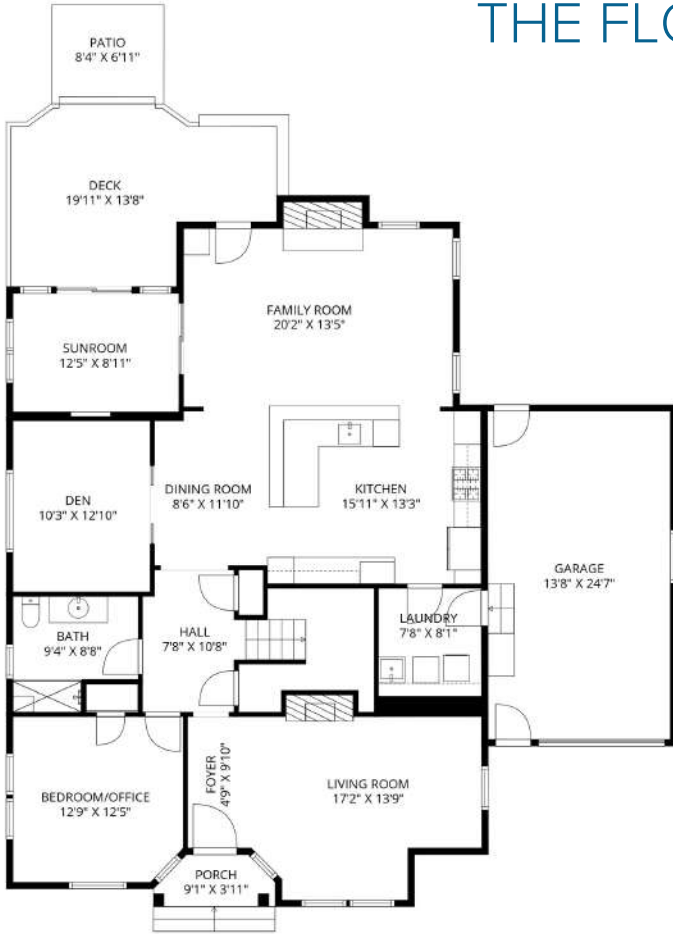 THE FLO
PATIO
8'4" X 6'11"
DECK
19'11" X 13'8"
FAMILY ROOM
20'2" X 13'5"
SUNROOM
12'5" X 8'11"
DINING ROOM
8'6" X 11'10"
KITCHEN
15'11" X 13'3"
DEN
10'3" X 12'10"
GARAGE
13'8" X 24'7"
LAUNDRY
7'8" X 8'1"
BATH
9'4" X 8'8"
HALL
7'8" X 10'8"
FOYER
4'9" X 9'10"
LIVING ROOM
17'2" X 13'9"
BEDROOM/OFFICE
12'9" X 12'5"
PORCH
9'1" X 3'11"